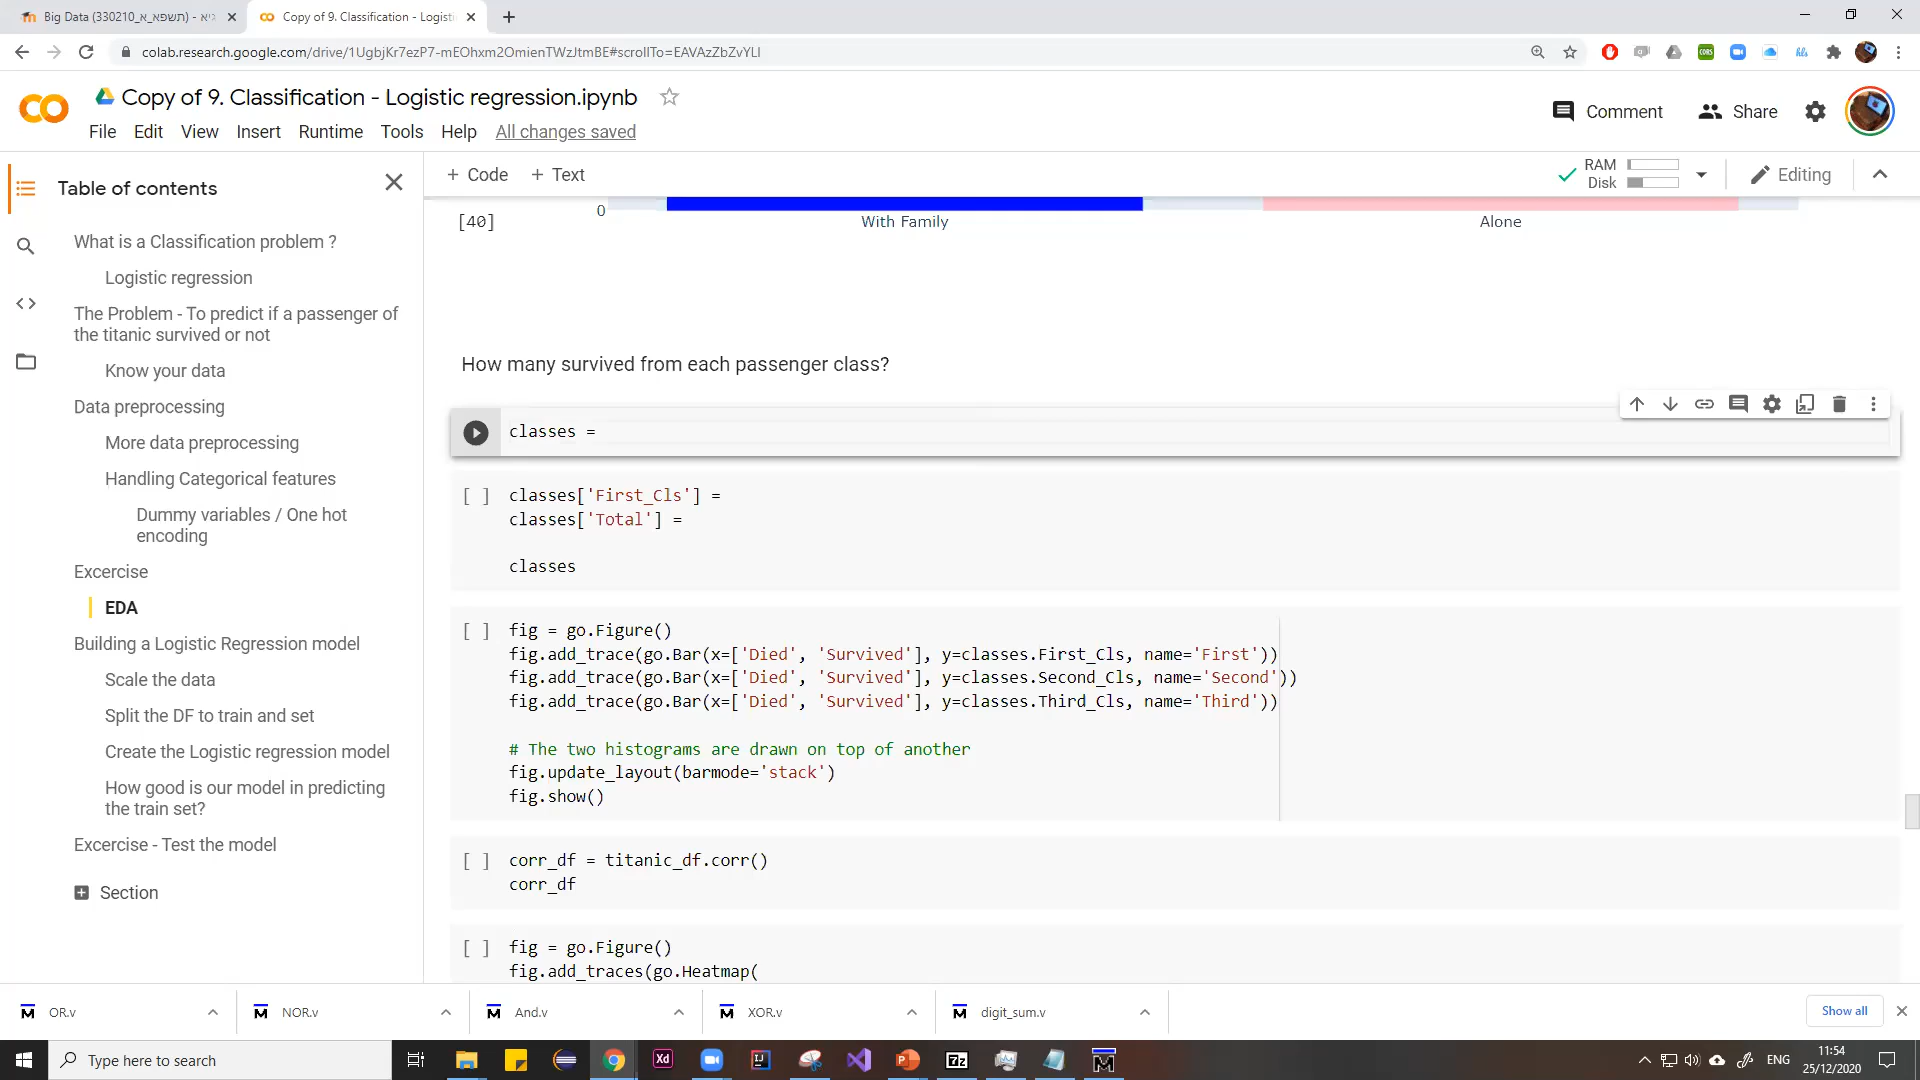 Big Data (330210_תשפא_א) - גיא
Copy of 9. Classification - Logisti
colab.research.google.com/drive/1UgbjKr7ezP7-mEOhxm2OmienTWzJtmBE#scrollTo=EAVAzZbZvYLI
Copy of 9. Classification - Logistic regression.ipynb
Comment
Share
File Edit View Insert Runtime Tools Help All changes saved
Table of contents
+ Code + Text
RAM
Disk
Editing
What is a Classification problem ?
Logistic regression
The Problem - To predict if a passenger of
the titanic survived or not
Know your data
Data preprocessing
More data preprocessing
Handling Categorical features
Dummy variables / One hot
encoding
Excercise
EDA
Building a Logistic Regression model
Scale the data
Split the DF to train and set
Create the Logistic regression model
How good is our model in predicting
the train set?
Excercise - Test the model
Section
[40]
0
With Family
Alone
How many survived from each passenger class?
classes =
[ ] classes['First_Cls'] =
classes['Total'] =
classes
[ ] fig = go.Figure()
fig.add_trace(go.Bar(x=['Died', 'Survived'], y=classes.First_Cls, name='First'))
fig.add_trace(go.Bar(x=['Died', 'Survived'], y=classes.Second_Cls, name='Second'))
fig.add_trace(go.Bar(x=['Died', 'Survived'], y=classes.Third_Cls, name='Third'))
# The two histograms are drawn on top of another
fig.update_layout(barmode='stack')
fig.show()
[ ] corr_df = titanic_df.corr()
corr_df
[ ] fig = go.Figure()
fig.add_traces(go.Heatmap(
OR.v
NOR.v
And.v
XOR.v
digit_sum.v
Show all
Type here to search
ENG
11:54
25/12/2020